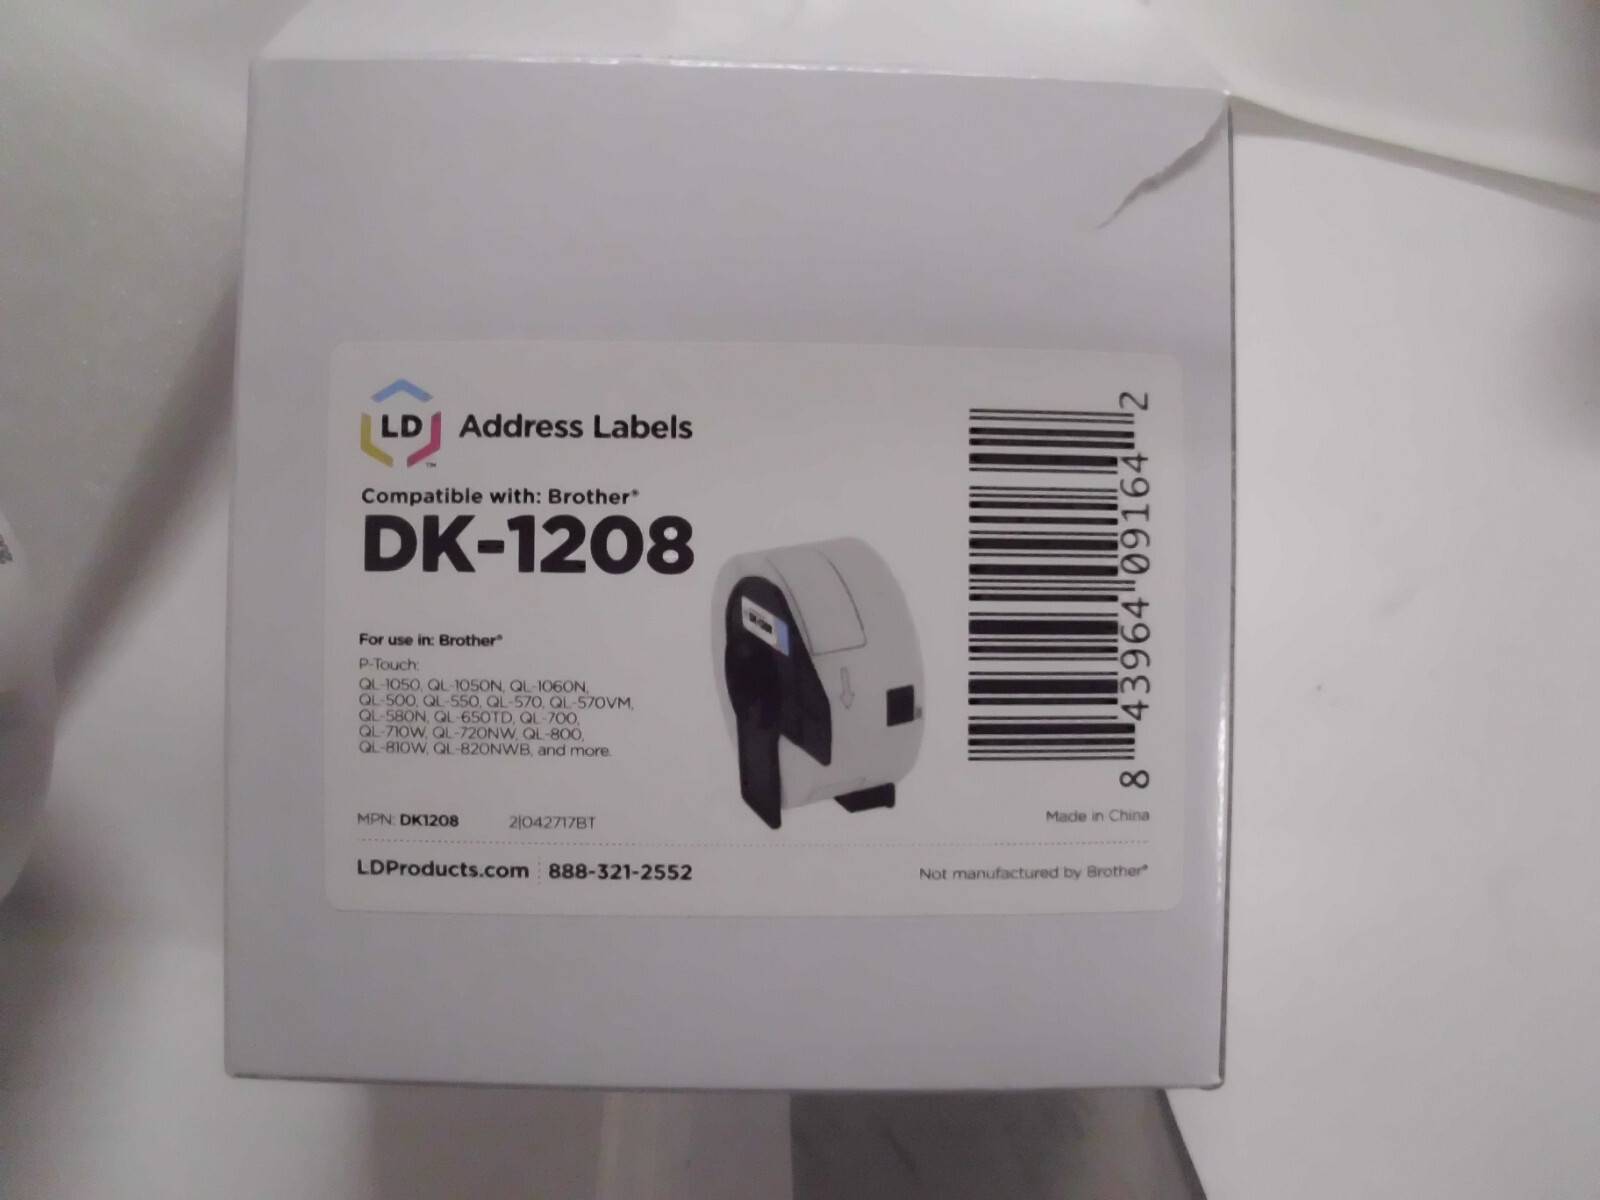 LD
TM
Address Labels
Compatible with: Brother®
DK-1208
For use in: Brother®
P-Touch:
QL-1050, QL-1050N, QL-1060N,
QL-500, QL-550, QL-570, QL-570VM,
QL-580N, QL-650TD, QL-700,
QL-710W, QL-720NW, QL-800,
QL-810W, QL-820NWB, and more.
MPN: DK1208 2|042717BT
LDProducts.com 888-321-2552
DK-1208
8 43964 09164 2
Made in China
Not manufactured by Brother®